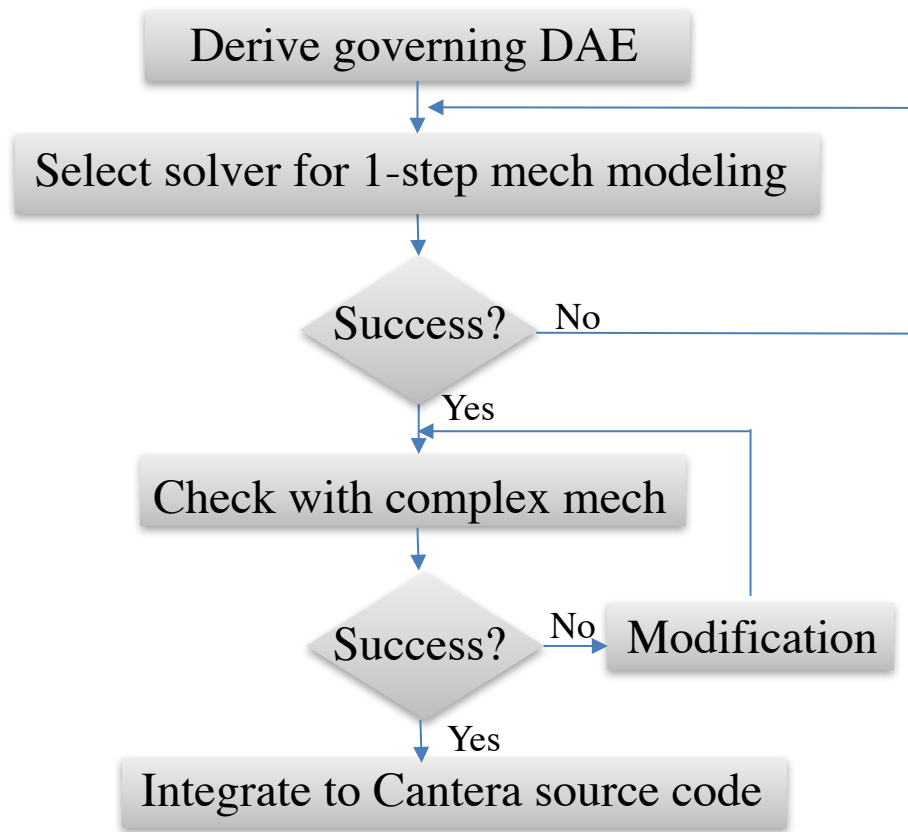 Derive governing DAE
Select solver for 1-step mech modeling
Success?
No
Yes
Check with complex mech
Success?
No
Modification
Yes
Integrate to Cantera source code